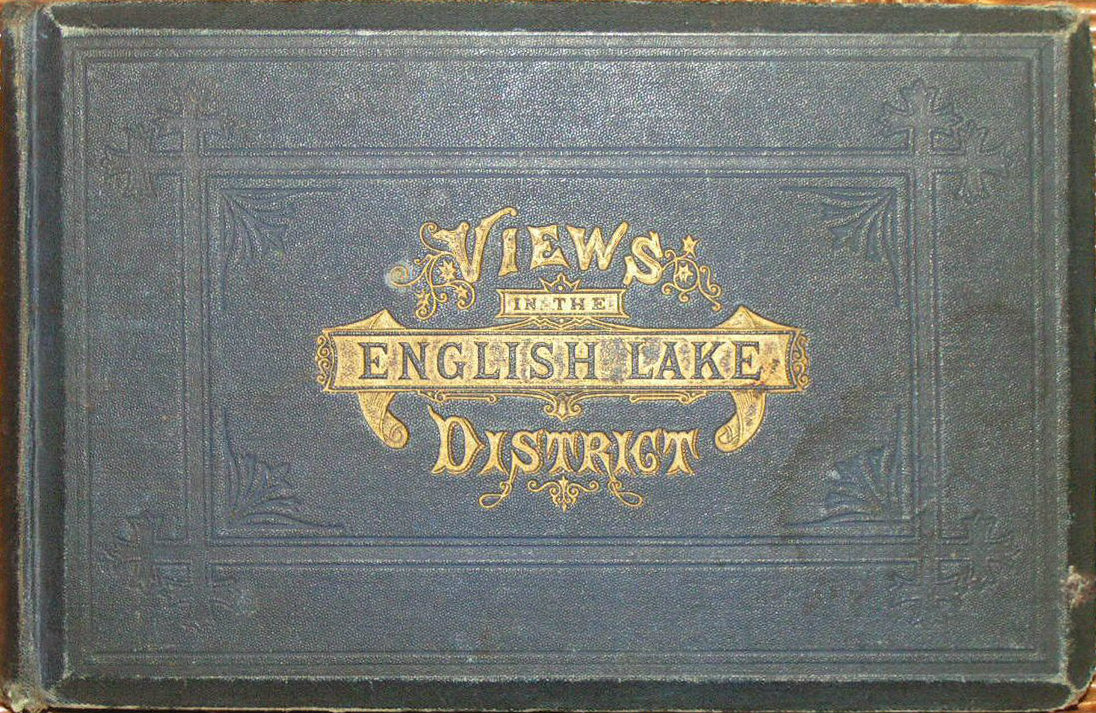 VIEWS
IN THE
ENGLISH LAKE
DISTRICT